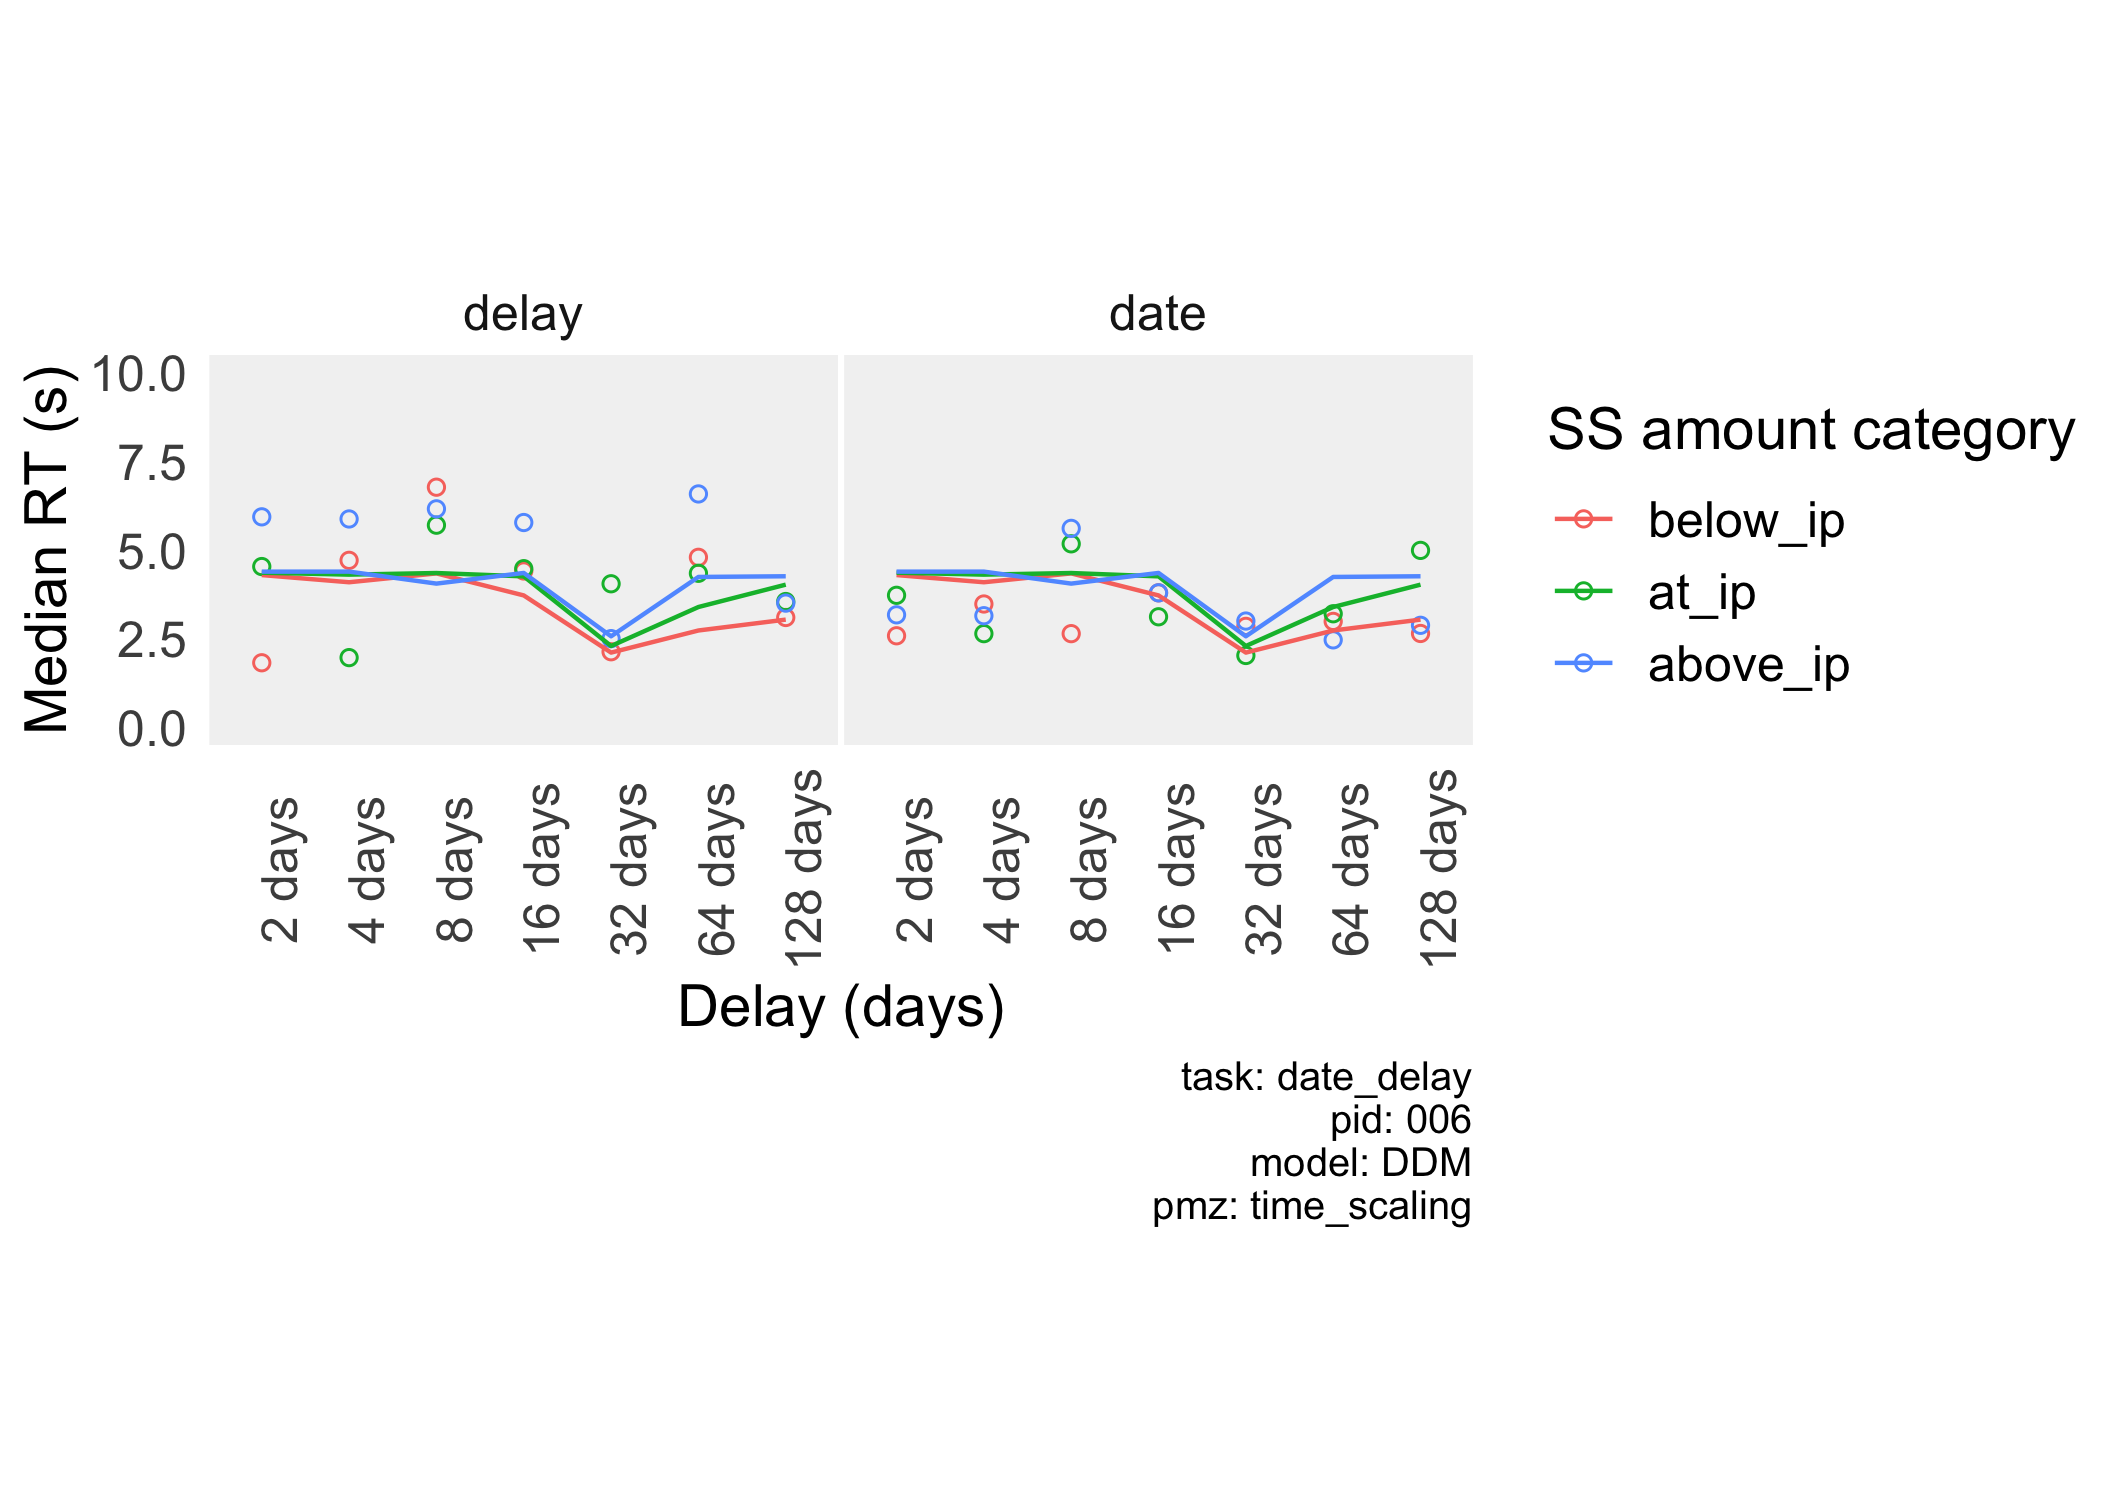 delay
date
Median RT (s)
10.0
7.5
5.0
2.5
0.0
2 days
4 days
8 days
16 days
32 days
64 days
128 days
2 days
4 days
8 days
16 days
32 days
64 days
128 days
Delay (days)
SS amount category
below_ip
at_ip
above_ip
task: date_delay
pid: 006
model: DDM
pmz: time_scaling